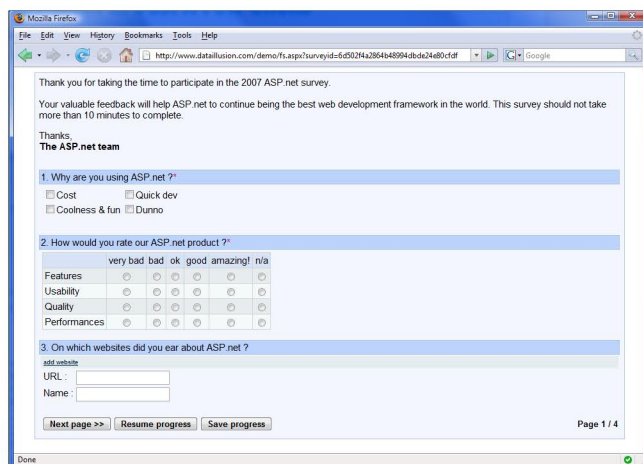 Mozilla Firefox
File Edit View History Bookmarks Tools Help
http://www.dataillusion.com/demo/fs.aspx?surveyid=6d502f4a2864b48994dbde24e80cfdf
Google
Thank you for taking the time to participate in the 2007 ASP.net survey.
Your valuable feedback will help ASP.net to continue being the best web development framework in the world. This survey should not take
more than 10 minutes to complete.
Thanks,
The ASP.net team
1. Why are you using ASP.net ?*
Cost Quick dev
Coolness & fun Dunno
2. How would you rate our ASP.net product ?*
very bad bad ok good amazing! n/a
Features
Usability
Quality
Performances
3. On which websites did you ear about ASP.net ?
add website
URL :
Name :
Next page >> Resume progress Save progress Page 1 / 4
Done